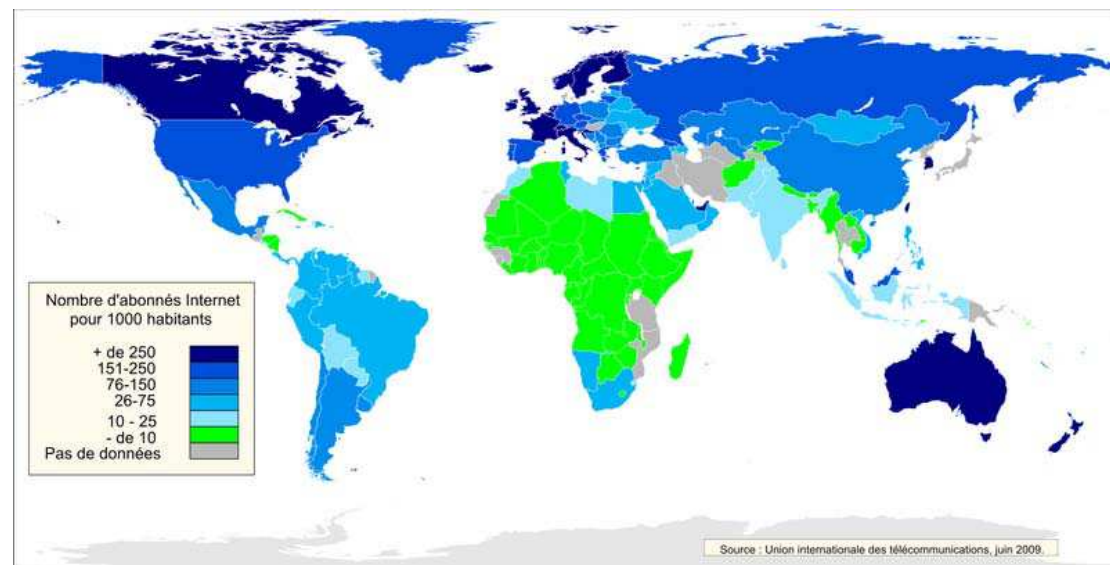 Nombre d'abonnés Internet
pour 1000 habitants
+ de 250
151-250
76-150
26-75
10 - 25
- de 10
Pas de données
Source : Union internationale des télécommunications, juin 2009.